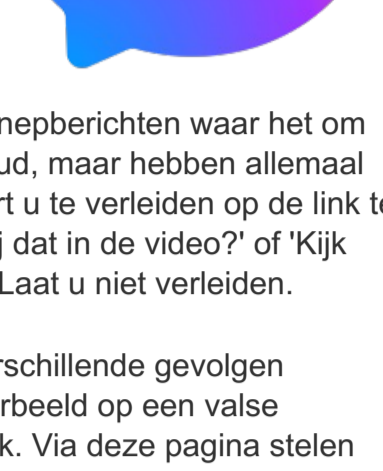 nepberichten waar het om
ud, maar hebben allemaal
rt u te verleiden op de link te
j dat in de video?' of 'Kijk
Laat u niet verleiden.
rschillende gevolgen
rbeeld op een valse
k. Via deze pagina stelen